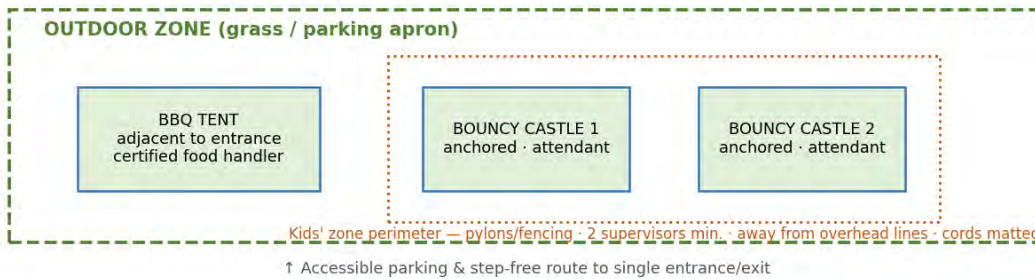 OUTDOOR ZONE (grass / parking apron)
BBQ TENT
adjacent to entrance
certified food handler
BOUNCY CASTLE 1
anchored · attendant
BOUNCY CASTLE 2
anchored · attendant
Kids' zone perimeter — pylons/fencing · 2 supervisors min. · away from overhead lines · cords matted
↑ Accessible parking & step-free route to single entrance/exit